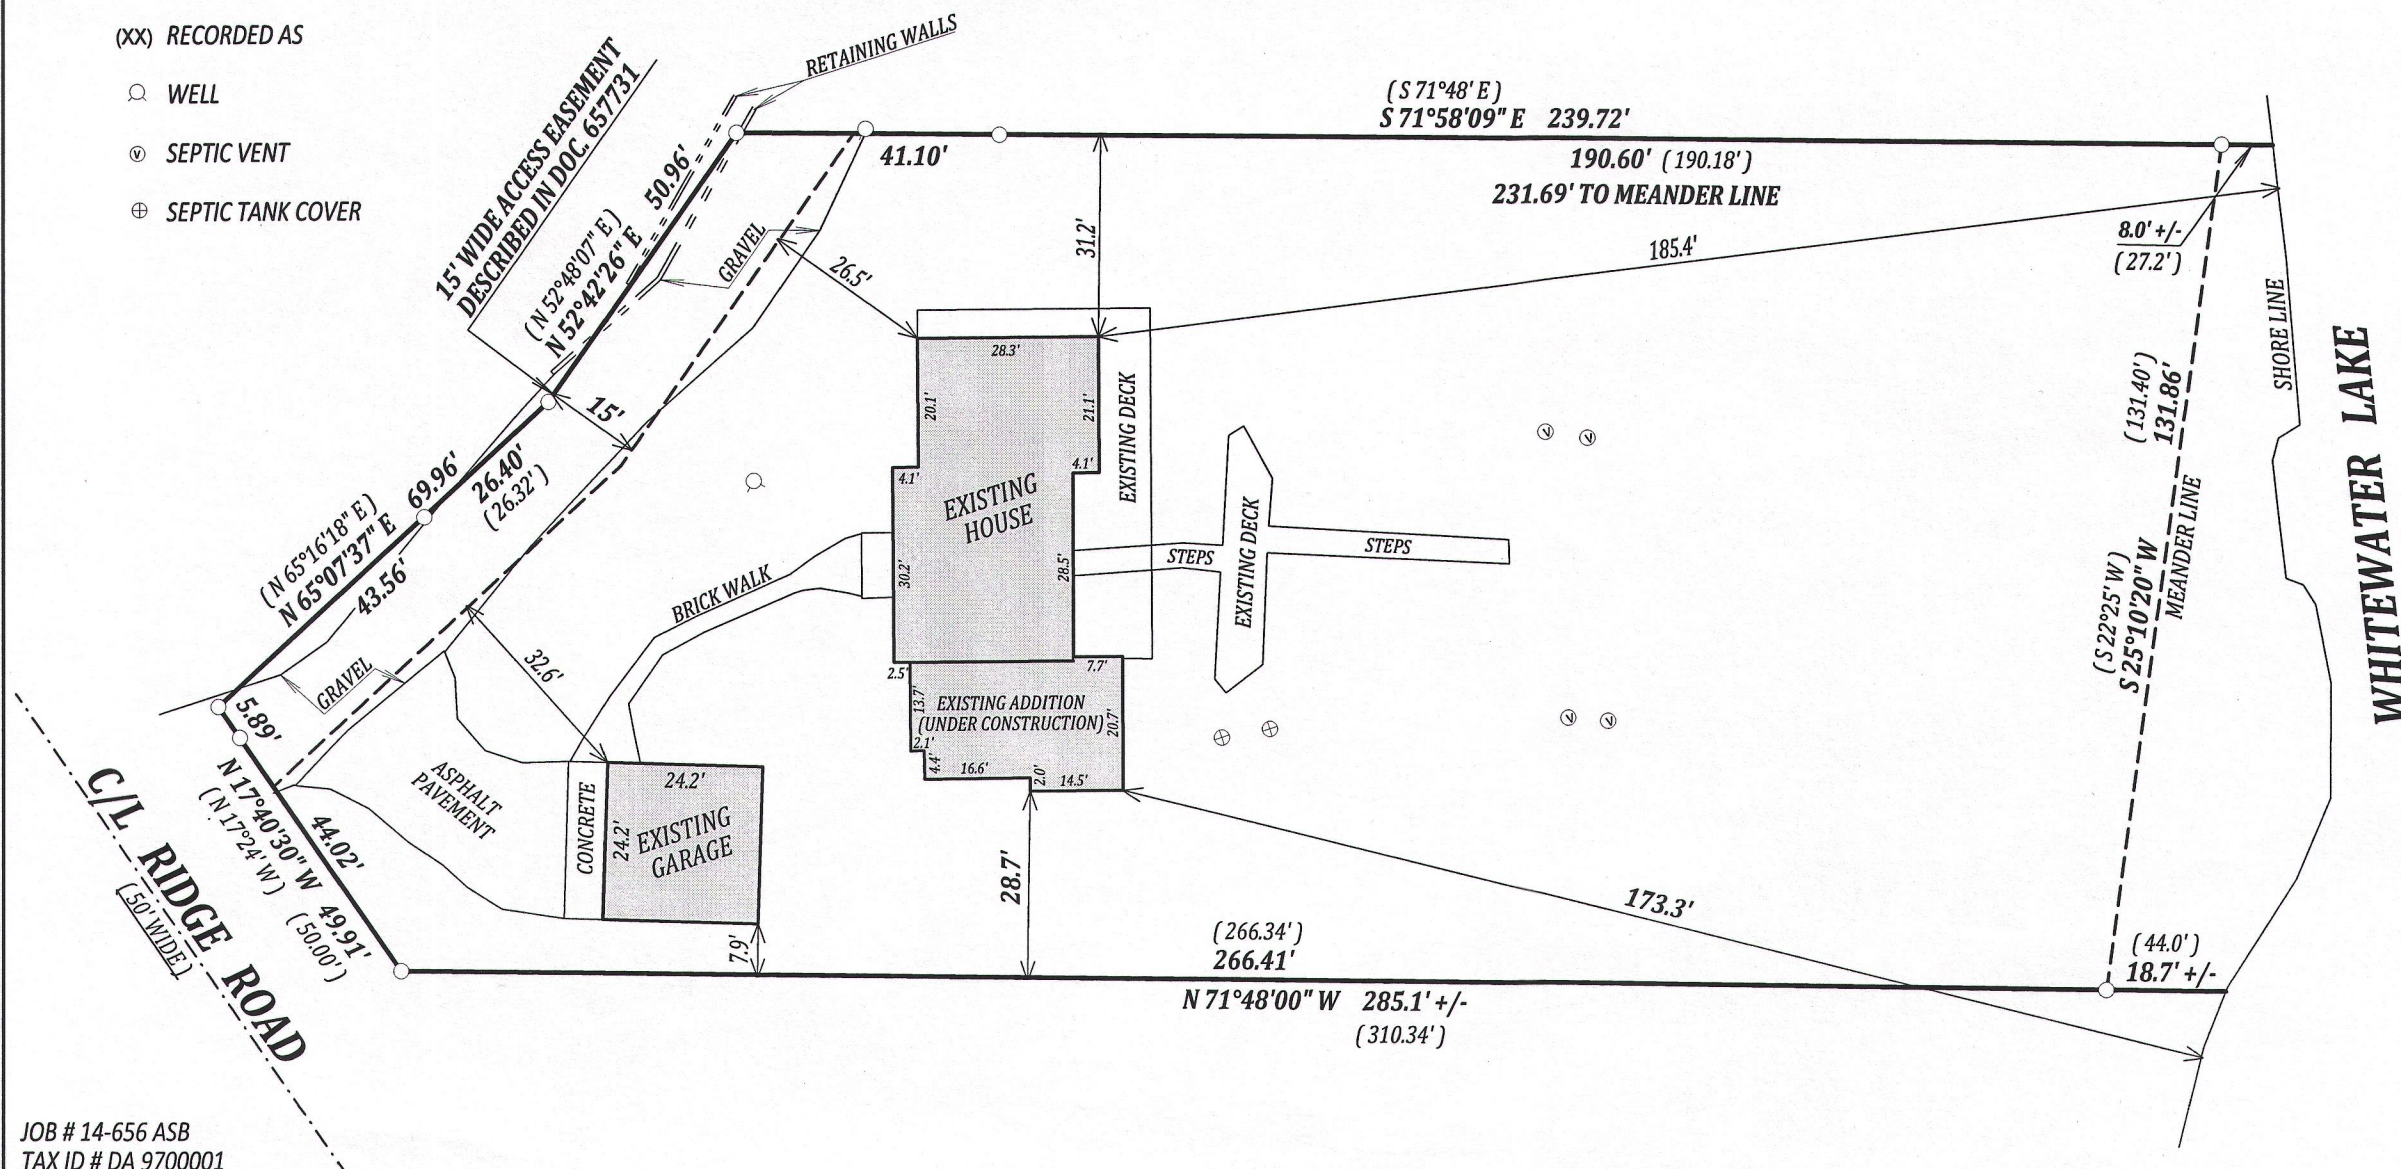 (XX) RECORDED AS
WELL
V SEPTIC VENT
SEPTIC TANK COVER
15' WIDE ACCESS EASEMENT
DESCRIBED IN DOC. 657731
RETAINING WALLS
( S 71°48' E )
S 71°58'09" E 239.72'
41.10'
190.60' ( 190.18' )
231.69' TO MEANDER LINE
50.96'
( N 52°48'07" E )
N 52°42'26" E
GRAVEL
26.5'
31.2'
185.4'
8.0' +/-
( 27.2' )
SHORE LINE
WHITEWATER LAKE
15'
28.3'
20.1'
21.1'
4.1'
4.1'
EXISTING
HOUSE
30.2'
28.5'
EXISTING DECK
V
V
( 131.40' )
131.86'
MEANDER LINE
( S 22°25' W )
S 25°10'20" W
69.96'
26.40'
( 26.32' )
( N 65°16'18" E )
N 65°07'37" E
43.56'
BRICK WALK
STEPS
EXISTING DECK
STEPS
GRAVEL
32.6'
5.89'
2.5'
7.7'
13.7'
EXISTING ADDITION
(UNDER CONSTRUCTION)
20.7'
2.1'
4.4'
16.6'
2.0'
14.5'
V
V
ASPHALT
PAVEMENT
CONCRETE
24.2'
24.2'
EXISTING
GARAGE
44.02'
N 17°40'30" W 49.91'
( N 17°24' W ) ( 50.00' )
C/L RIDGE ROAD
( 50' WIDE )
7.9'
28.7'
173.3'
( 266.34' )
266.41'
N 71°48'00" W 285.1' +/-
( 310.34' )
( 44.0' )
18.7' +/-
JOB # 14-656 ASB
TAX ID # DA 9700001